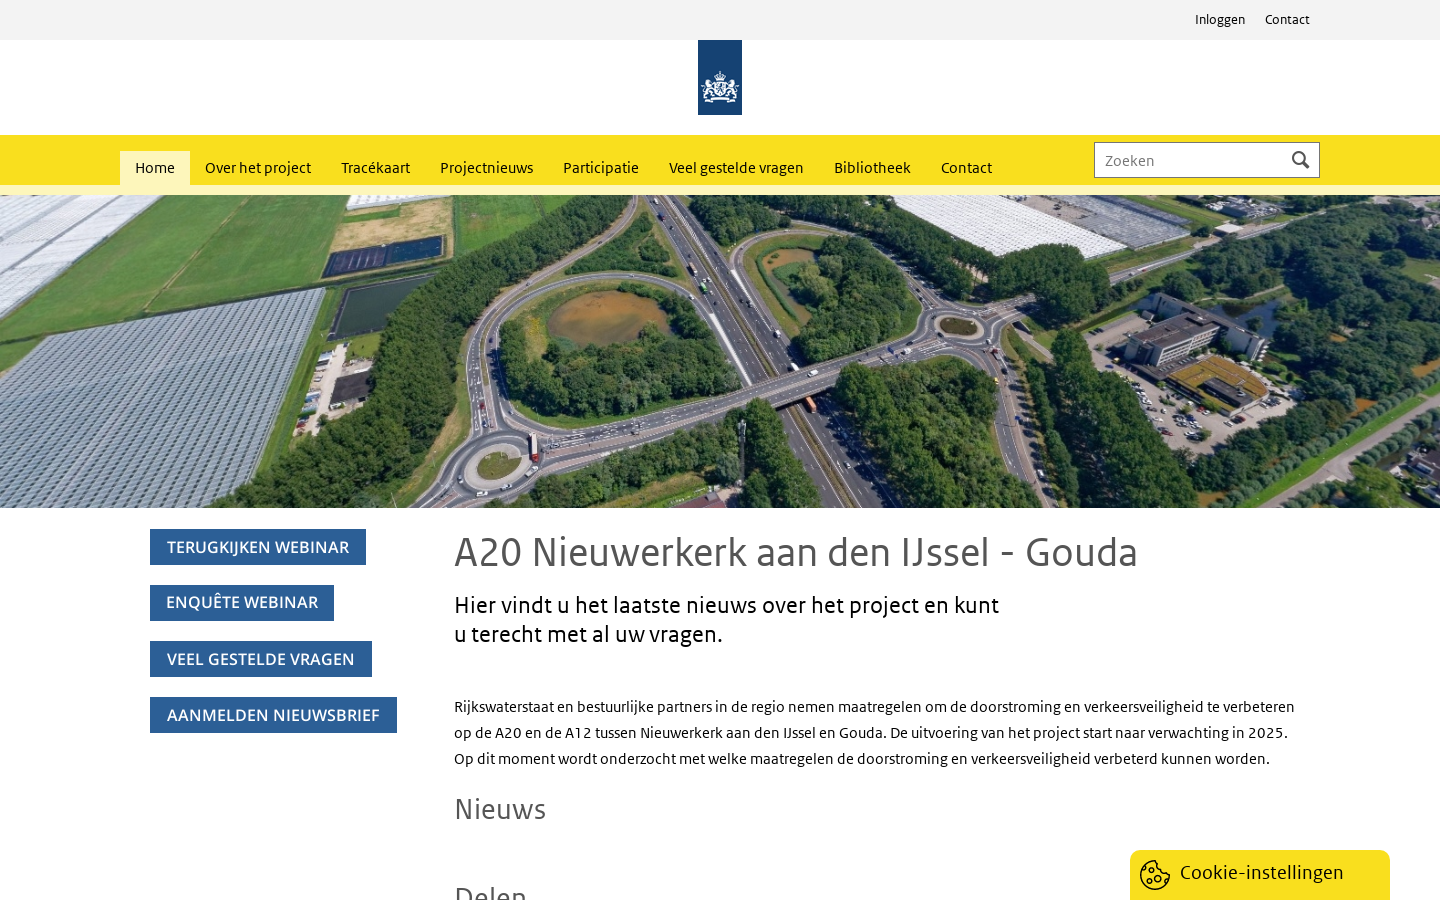 Inloggen Contact
Home Over het project Tracékaart Projectnieuws Participatie Veel gestelde vragen Bibliotheek Contact Zoeken
TERUGKIJKEN WEBINAR
ENQUÊTE WEBINAR
VEEL GESTELDE VRAGEN
AANMELDEN NIEUWSBRIEF
A20 Nieuwerkerk aan den IJssel - Gouda
Hier vindt u het laatste nieuws over het project en kunt
u terecht met al uw vragen.
Rijkswaterstaat en bestuurlijke partners in de regio nemen maatregelen om de doorstroming en verkeersveiligheid te verbeteren
op de A20 en de A12 tussen Nieuwerkerk aan den IJssel en Gouda. De uitvoering van het project start naar verwachting in 2025.
Op dit moment wordt onderzocht met welke maatregelen de doorstroming en verkeersveiligheid verbeterd kunnen worden.
Nieuws
Delen
Cookie-instellingen